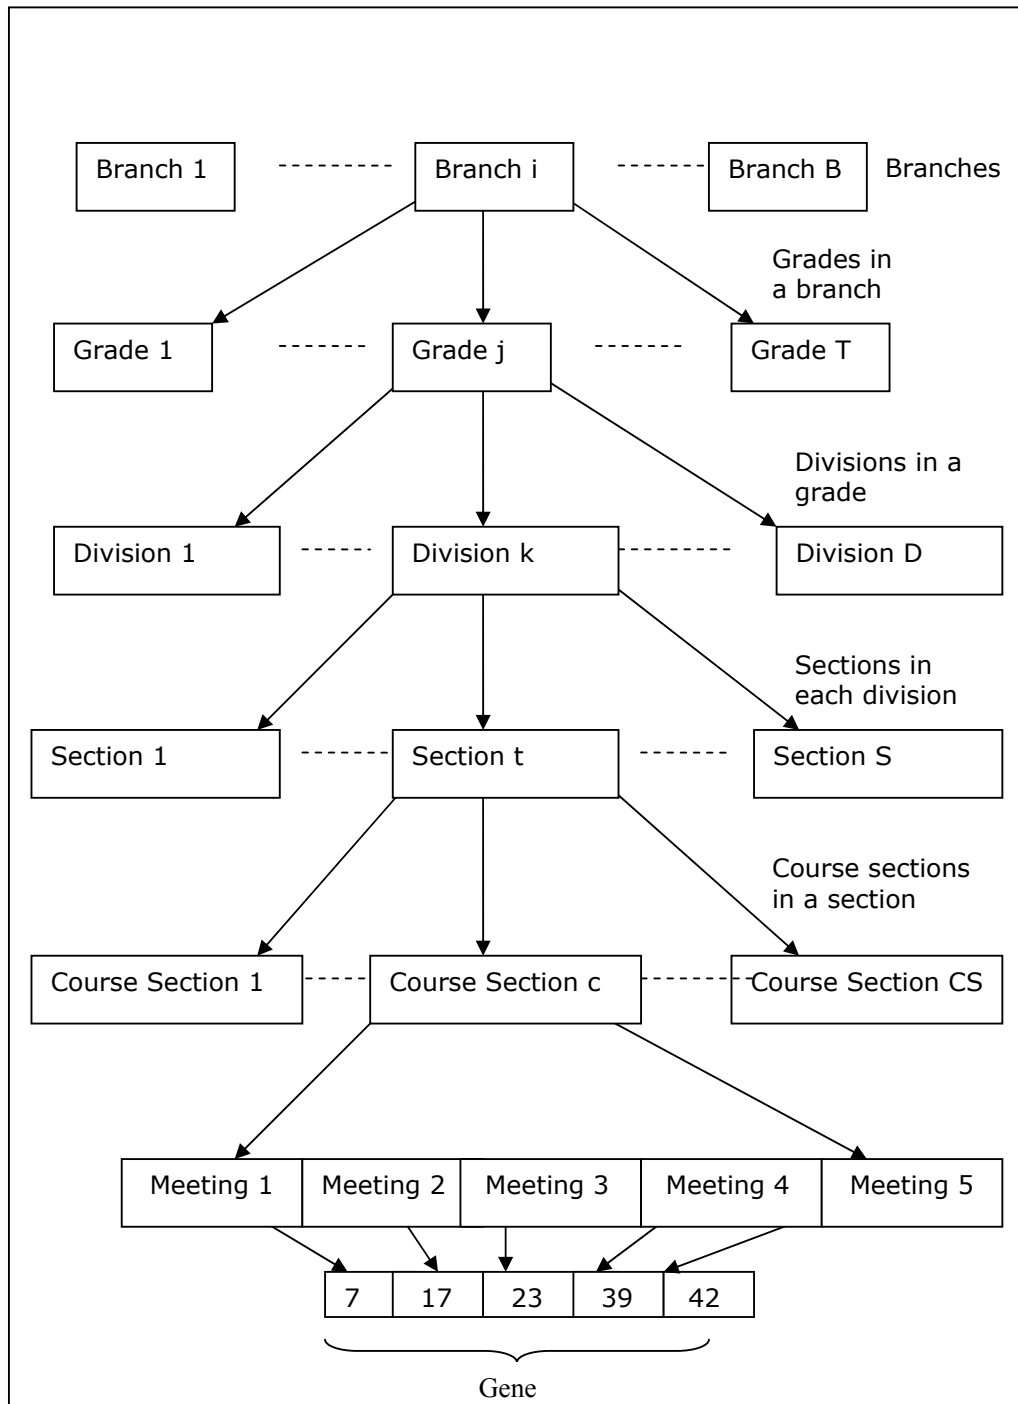 Branch 1 Branch i Branch B Branches
Grades in
a branch
Grade 1 Grade j Grade T
Divisions in a
grade
Division 1 Division k Division D
Sections in
each division
Section 1 Section t Section S
Course sections
in a section
Course Section 1 Course Section c Course Section CS
Meeting 1 Meeting 2 Meeting 3 Meeting 4 Meeting 5
7 17 23 39 42
Gene